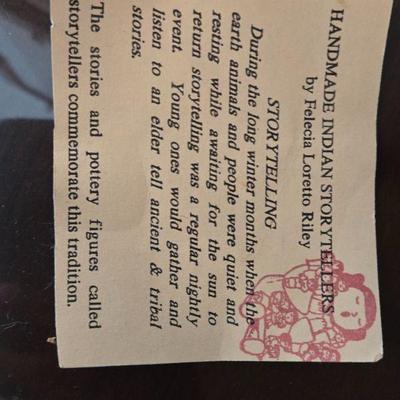 HANDMADE INDIAN STORYTELLERS
by Felecia Loretto Riley
STORYTELLING
During the long winter months when the
earth animals and people were quiet and
resting while awaiting for the sun to
return storytelling was a regular nightly
event. Young ones would gather and
listen to an elder tell ancient & tribal
stories.
The stories and pottery figures called
storytellers commemorate this tradition.